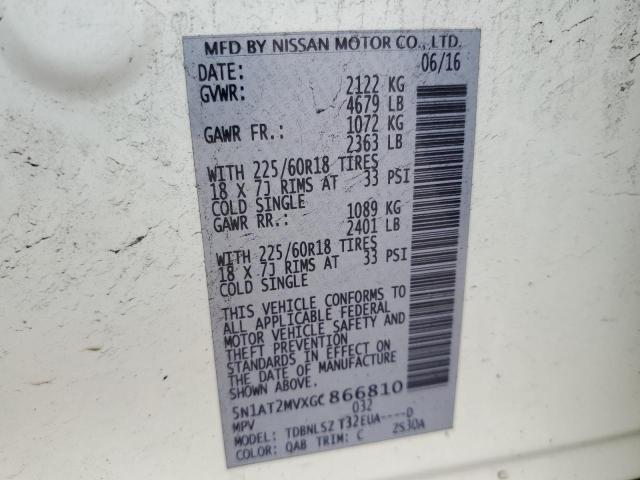 MFD BY NISSAN MOTOR CO., LTD.
DATE: 06/16
GVWR: 2122 KG
4679 LB
GAWR FR.: 1072 KG
2363 LB
WITH 225/60R18 TIRES
18 X 7J RIMS AT 33 PSI
COLD SINGLE
GAWR RR.: 1089 KG
2401 LB
WITH 225/60R18 TIRES
18 X 7J RIMS AT 33 PSI
COLD SINGLE
THIS VEHICLE CONFORMS TO
ALL APPLICABLE FEDERAL
MOTOR VEHICLE SAFETY AND
THEFT PREVENTION
STANDARDS IN EFFECT ON
THE DATE OF MANUFACTURE
SHOWN ABOVE.
5N1AT2MVXGC866810
MPV 032
MODEL: TDBNLSZ T32EUA----D
COLOR: QAB TRIM: C 2S30A